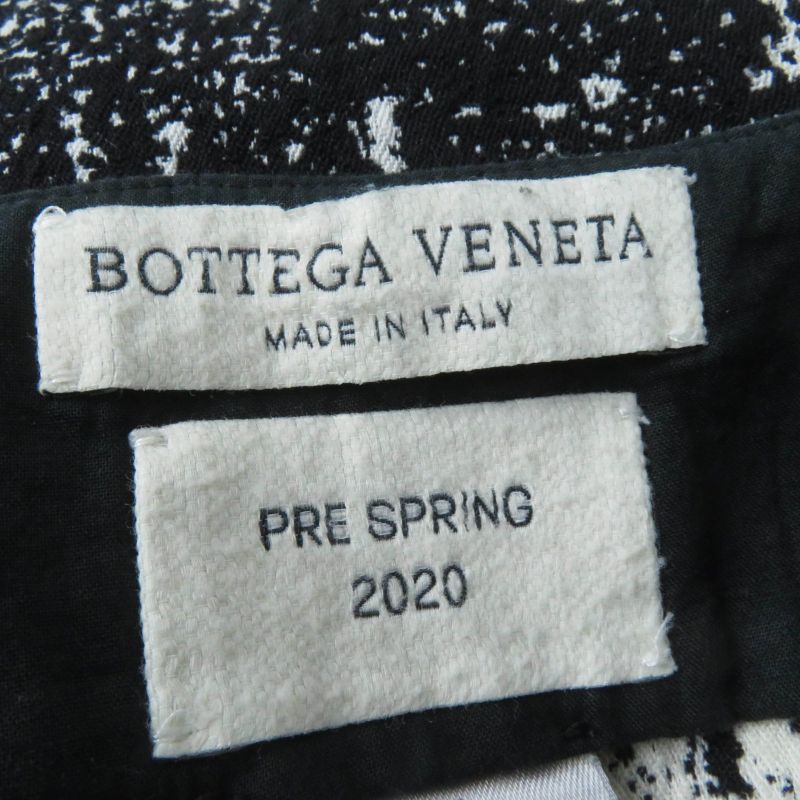 BOTTEGA VENETA
MADE IN ITALY
PRE SPRING
2020